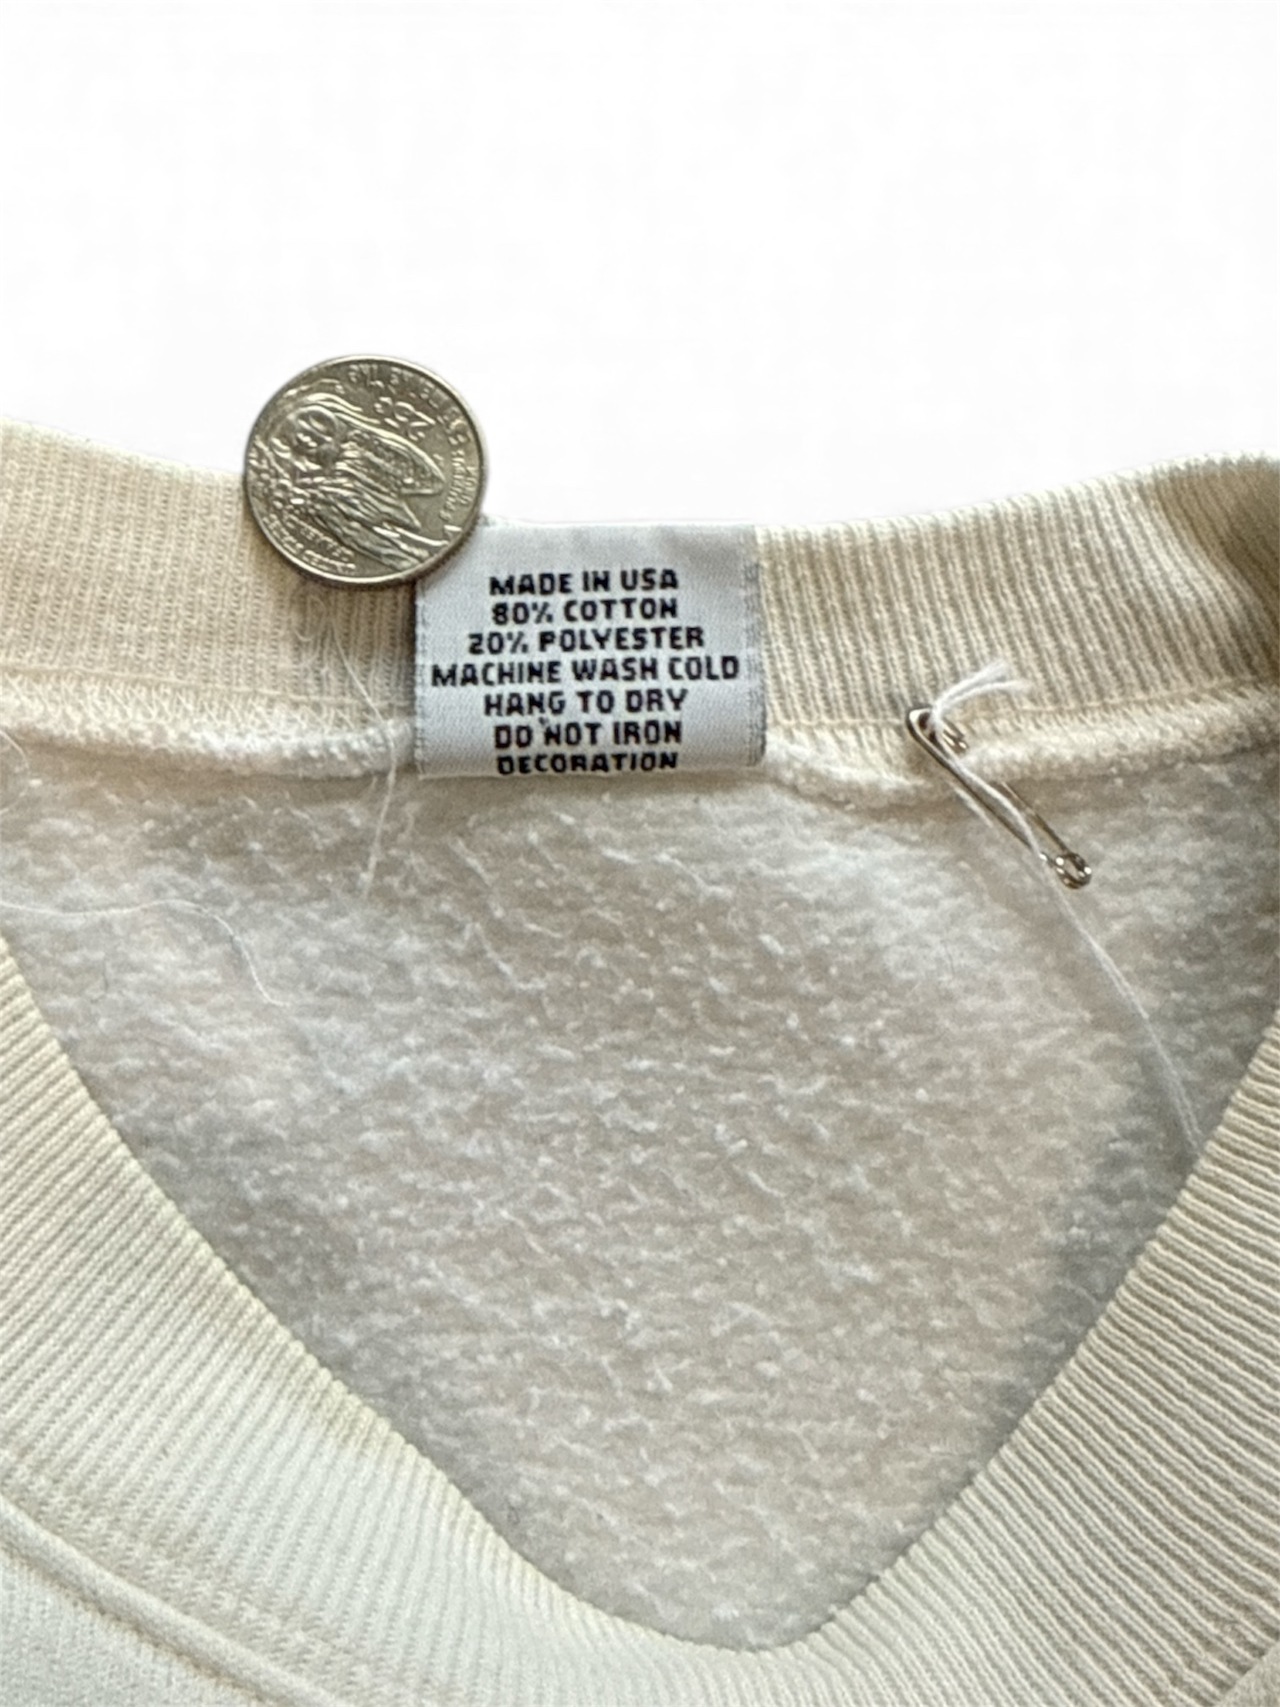 MADE IN USA
80% COTTON
20% POLYESTER
MACHINE WASH COLD
HANG TO DRY
DO NOT IRON
DECORATION